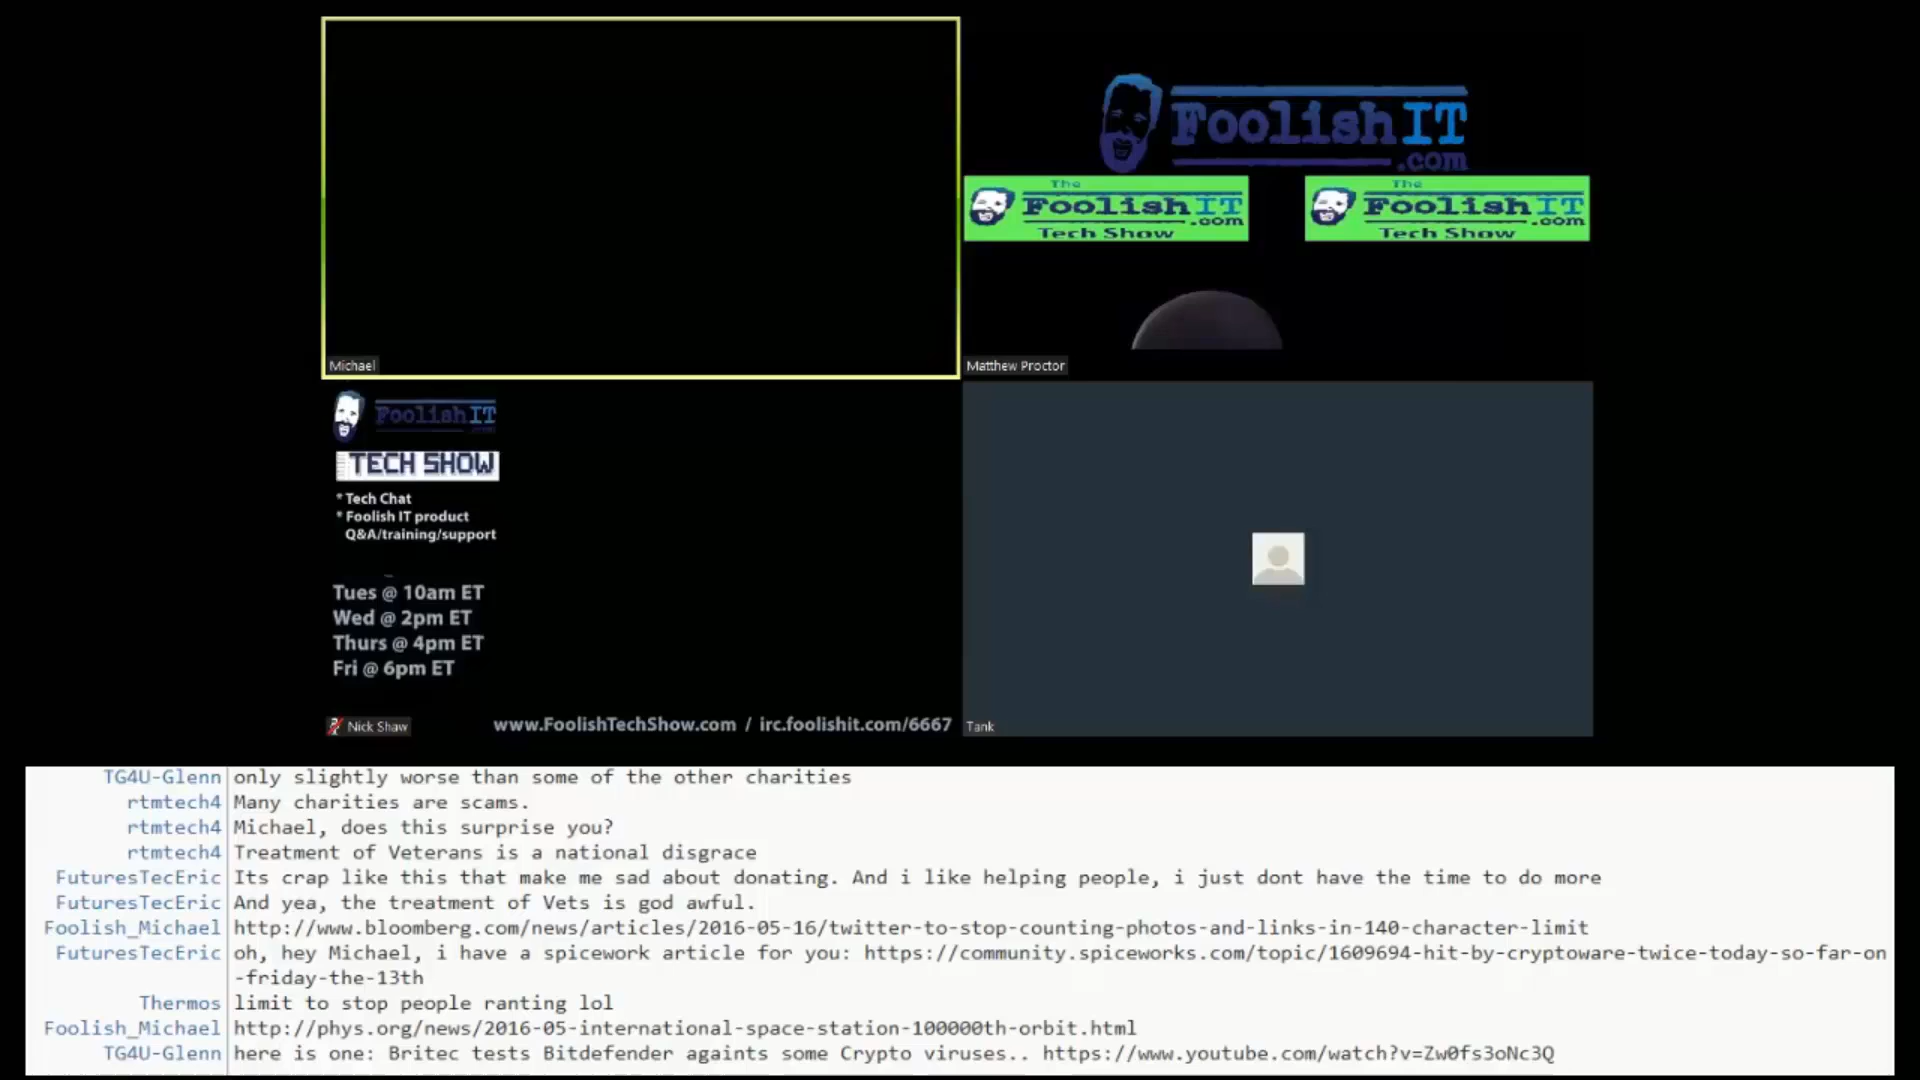 FoolishIT
.com
The
FoolishIT
.com
Tech Show
The
FoolishIT
.com
Tech Show
Michael
Matthew Proctor
FoolishIT
.com
TECH SHOW
* Tech Chat
* Foolish IT product
Q&A/training/support
Tues @ 10am ET
Wed @ 2pm ET
Thurs @ 4pm ET
Fri @ 6pm ET
Nick Shaw
www.FoolishTechShow.com / irc.foolishit.com/6667
Tank
TG4U-Glenn only slightly worse than some of the other charities
rtmtech4 Many charities are scams.
rtmtech4 Michael, does this surprise you?
rtmtech4 Treatment of Veterans is a national disgrace
FuturesTecEric Its crap like this that make me sad about donating. And i like helping people, i just dont have the time to do more
FuturesTecEric And yea, the treatment of Vets is god awful.
Foolish_Michael http://www.bloomberg.com/news/articles/2016-05-16/twitter-to-stop-counting-photos-and-links-in-140-character-limit
FuturesTecEric oh, hey Michael, i have a spicework article for you: https://community.spiceworks.com/topic/1609694-hit-by-cryptoware-twice-today-so-far-on
-friday-the-13th
Thermos limit to stop people ranting lol
Foolish_Michael http://phys.org/news/2016-05-international-space-station-100000th-orbit.html
TG4U-Glenn here is one: Britec tests Bitdefender againts some Crypto viruses.. https://www.youtube.com/watch?v=Zw0fs3oNc3Q